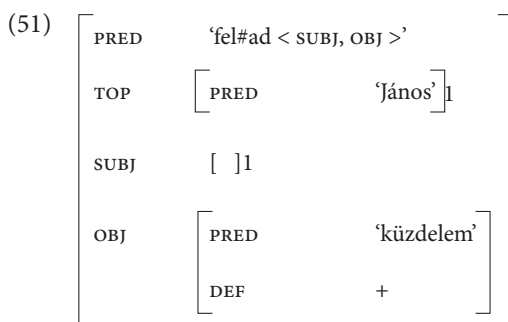 (51)
PRED ‘fel#ad < SUBJ, OBJ >’
TOP [PRED ‘János’]1
SUBJ [ ]1
OBJ [PRED ‘küzdelem’
DEF +]